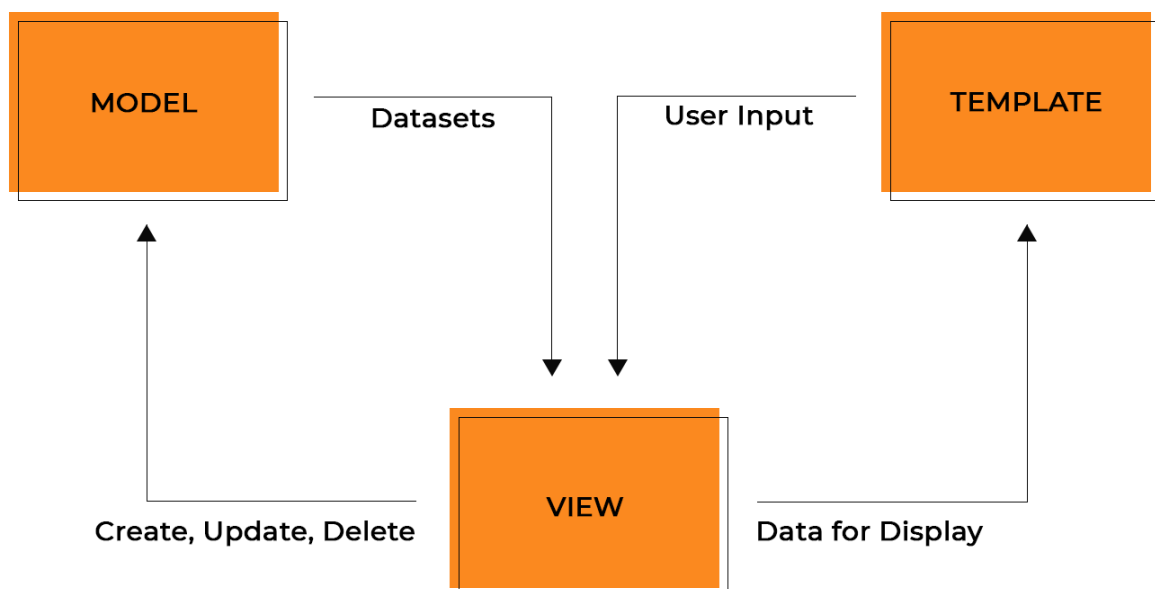 MODEL
Datasets
User Input
TEMPLATE
Create, Update, Delete
VIEW
Data for Display